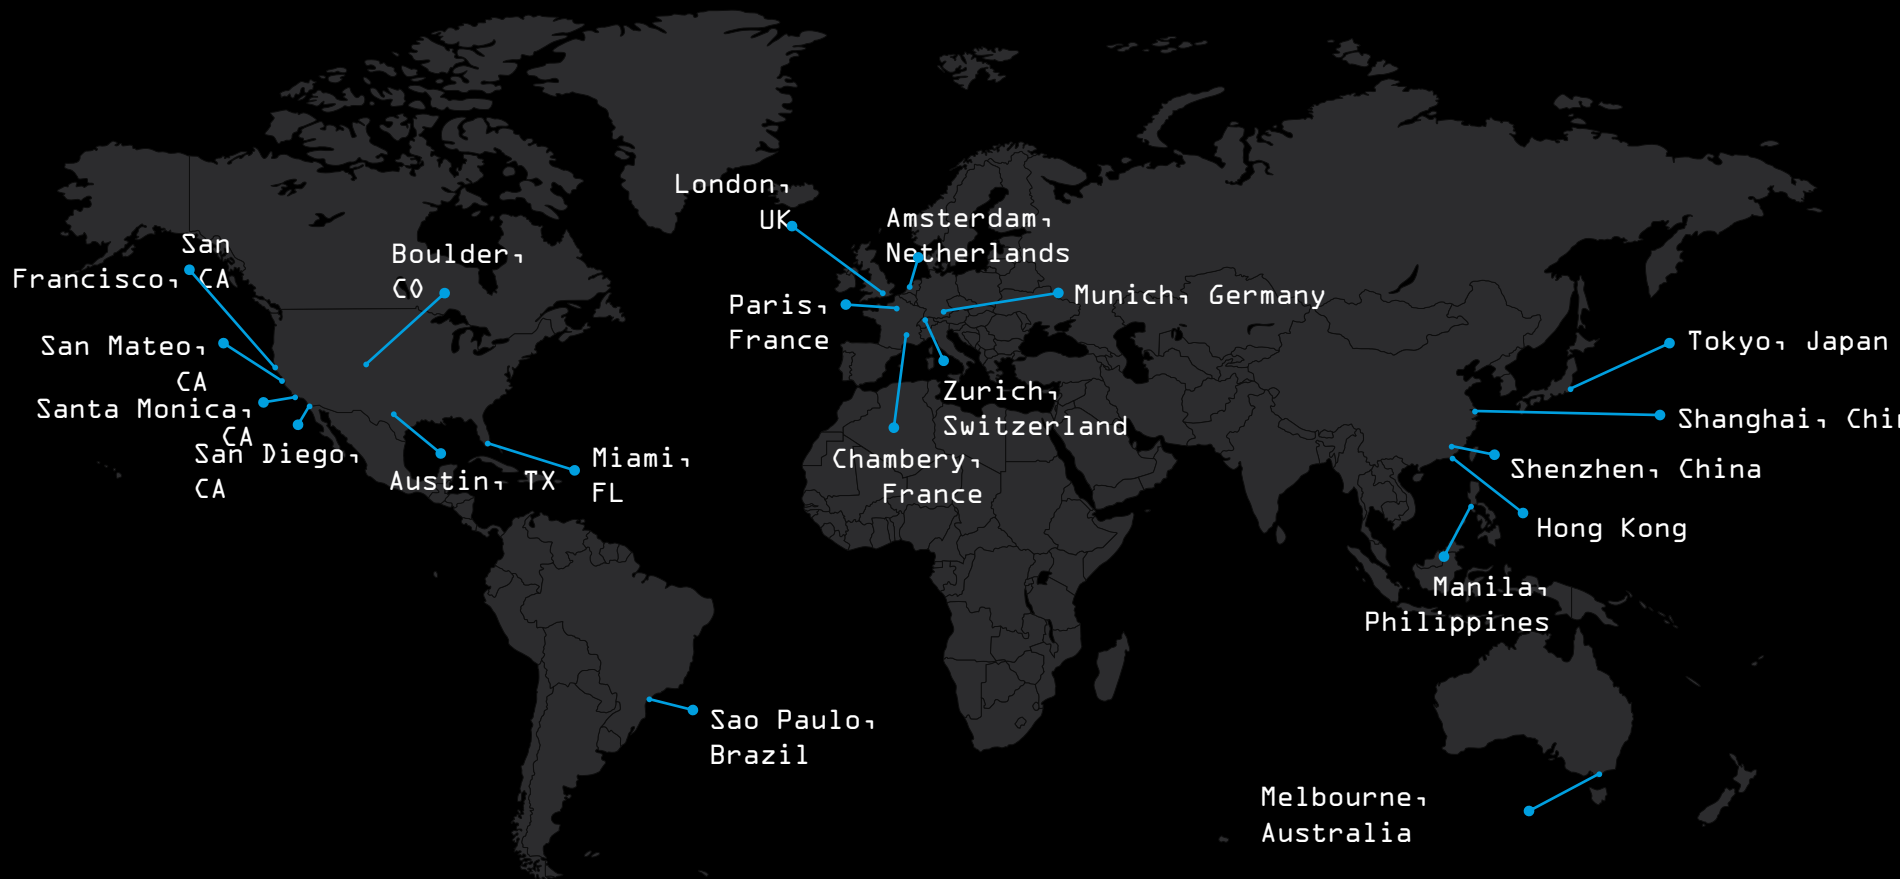 London,
UK
Amsterdam,
Netherlands
San
Francisco, CA
Boulder,
CO
Munich, Germany
Paris,
France
San Mateo,
CA
Tokyo, Japan
Santa Monica,
CA
Zurich,
Switzerland
Shanghai, Chi
San Diego,
CA
Austin, TX
Miami,
FL
Chambery,
France
Shenzhen, China
Hong Kong
Manila,
Philippines
Sao Paulo,
Brazil
Melbourne,
Australia